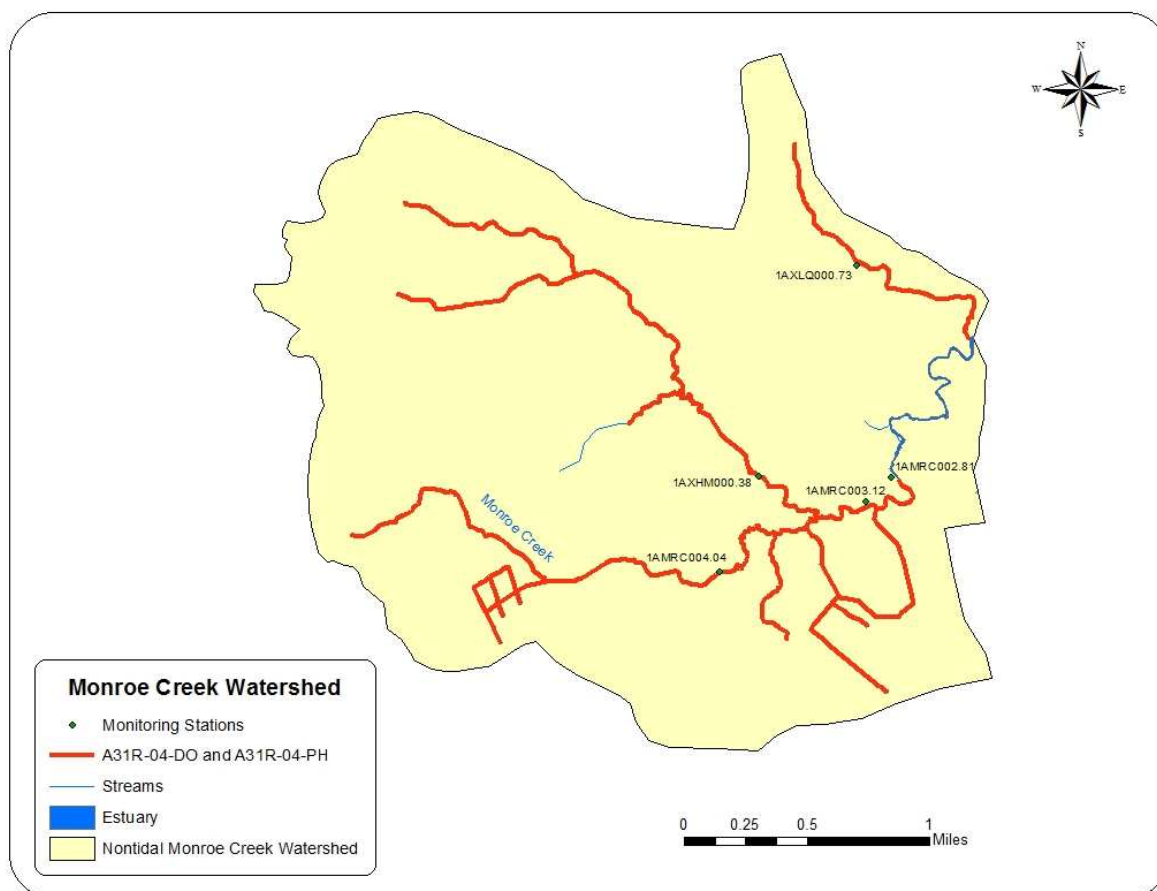 N
W E
S
1AXLQ000.73
1AXHM000.38
1AMRC002.81
1AMRC003.12
Monroe Creek
1AMRC004.04
Monroe Creek Watershed
Monitoring Stations
A31R-04-DO and A31R-04-PH
Streams
Estuary
Nontidal Monroe Creek Watershed
0 0.25 0.5 1
Miles